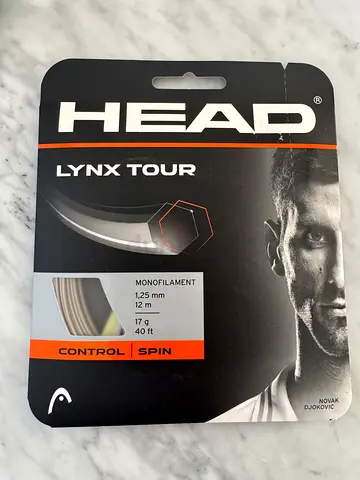 HEAD®
LYNX TOUR
MONOFILAMENT
1,25 mm
12 m
17 g
40 ft
CONTROL | SPIN
NOVAK
DJOKOVIC